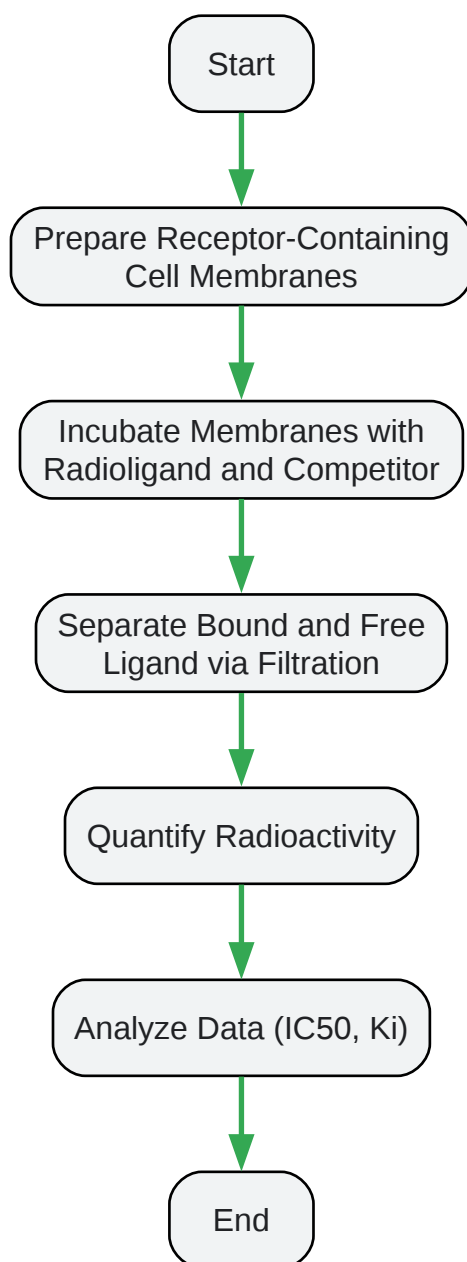 Start
Prepare Receptor-Containing
Cell Membranes
Incubate Membranes with
Radioligand and Competitor
Separate Bound and Free
Ligand via Filtration
Quantify Radioactivity
Analyze Data (IC50, Ki)
End